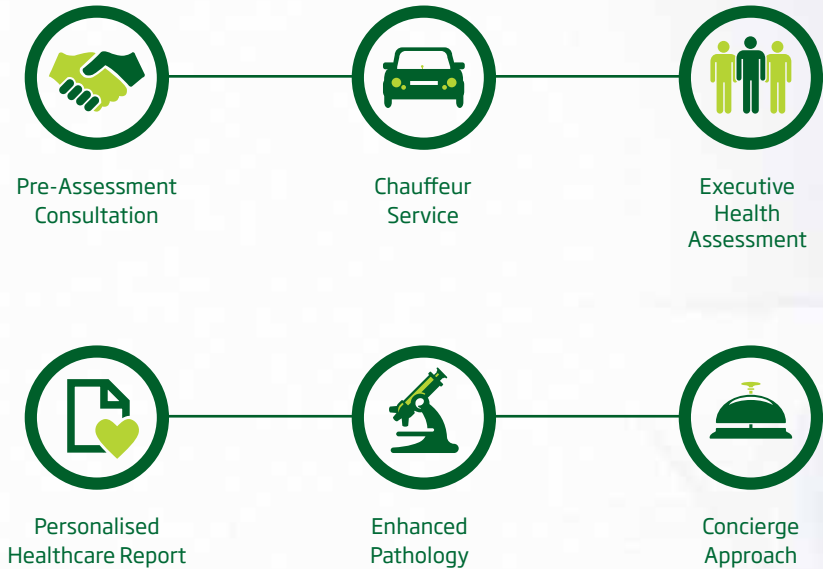 Pre-Assessment
Consultation
Chauffeur
Service
Executive
Health
Assessment
Personalised
Healthcare Report
Enhanced
Pathology
Concierge
Approach